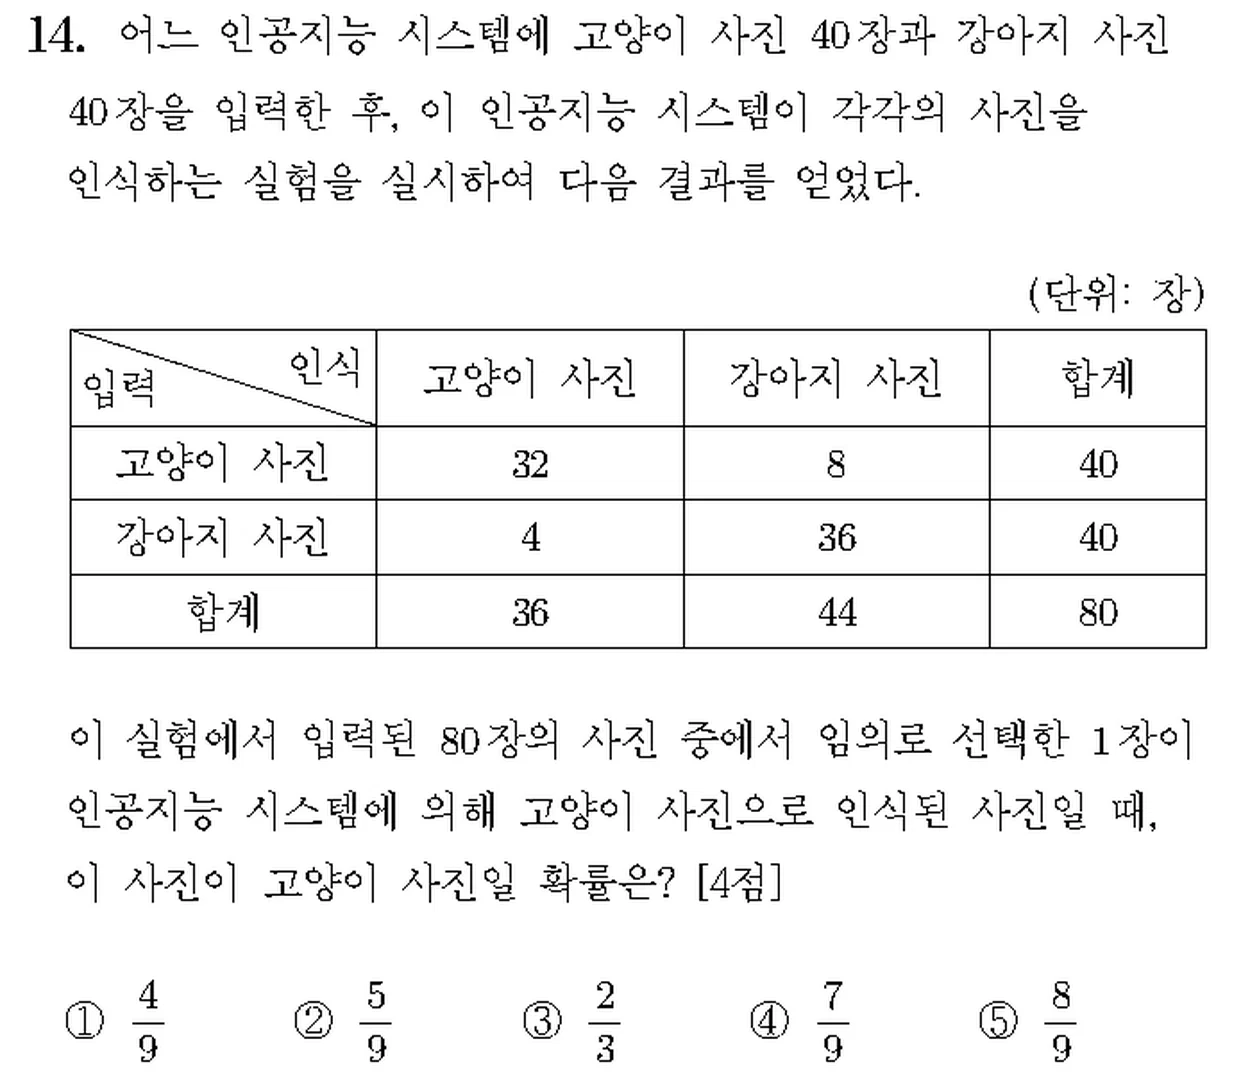 14. 어느 인공지능 시스템에 고양이 사진 40장과 강아지 사진
40장을 입력한 후, 이 인공지능 시스템이 각각의 사진을
인식하는 실험을 실시하여 다음 결과를 얻었다.
(단위: 장)
입력 인식 고양이 사진 강아지 사진 합계
고양이 사진 32 8 40
강아지 사진 4 36 40
합계 36 44 80
이 실험에서 입력된 80장의 사진 중에서 임의로 선택한 1장이
인공지능 시스템에 의해 고양이 사진으로 인식된 사진일 때,
이 사진이 고양이 사진일 확률은? [4점]
① 4/9 ② 5/9 ③ 2/3 ④ 7/9 ⑤ 8/9